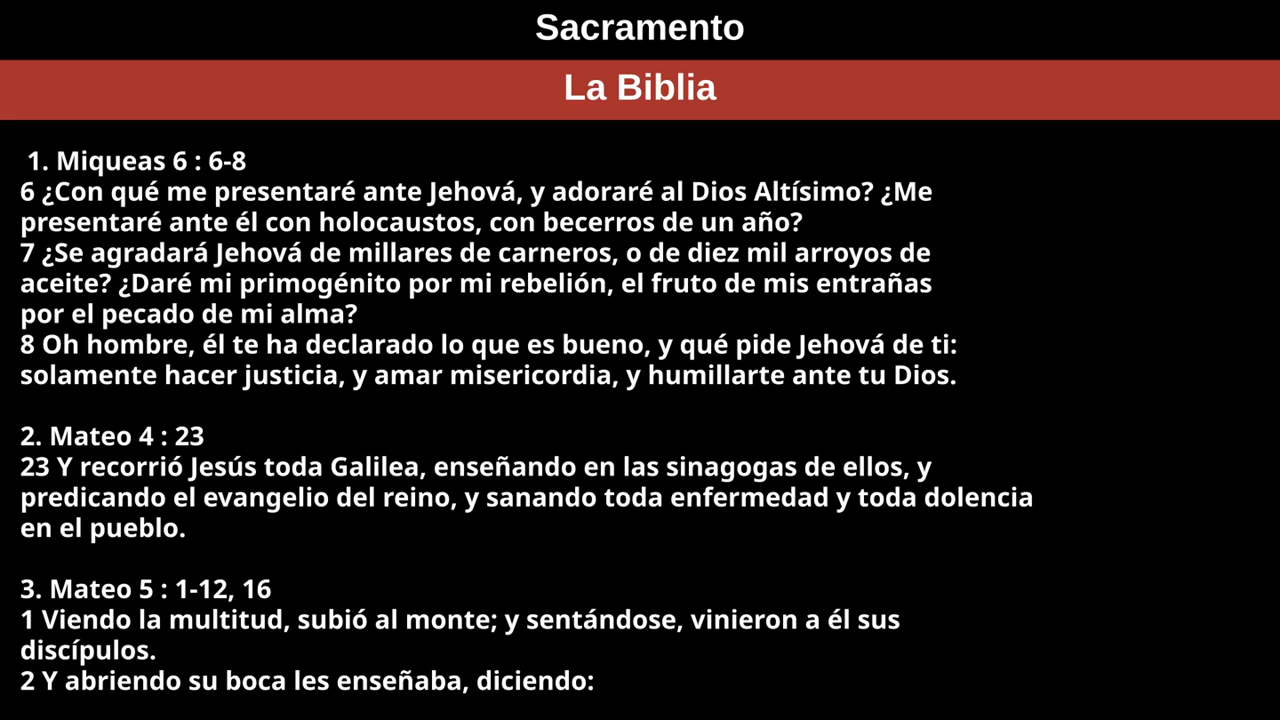 Sacramento
La Biblia
1. Miqueas 6 : 6-8
6 ¿Con qué me presentaré ante Jehová, y adoraré al Dios Altísimo? ¿Me
presentaré ante él con holocaustos, con becerros de un año?
7 ¿Se agradará Jehová de millares de carneros, o de diez mil arroyos de
aceite? ¿Daré mi primogénito por mi rebelión, el fruto de mis entrañas
por el pecado de mi alma?
8 Oh hombre, él te ha declarado lo que es bueno, y qué pide Jehová de ti:
solamente hacer justicia, y amar misericordia, y humillarte ante tu Dios.
2. Mateo 4 : 23
23 Y recorrió Jesús toda Galilea, enseñando en las sinagogas de ellos, y
predicando el evangelio del reino, y sanando toda enfermedad y toda dolencia
en el pueblo.
3. Mateo 5 : 1-12, 16
1 Viendo la multitud, subió al monte; y sentándose, vinieron a él sus
discípulos.
2 Y abriendo su boca les enseñaba, diciendo: